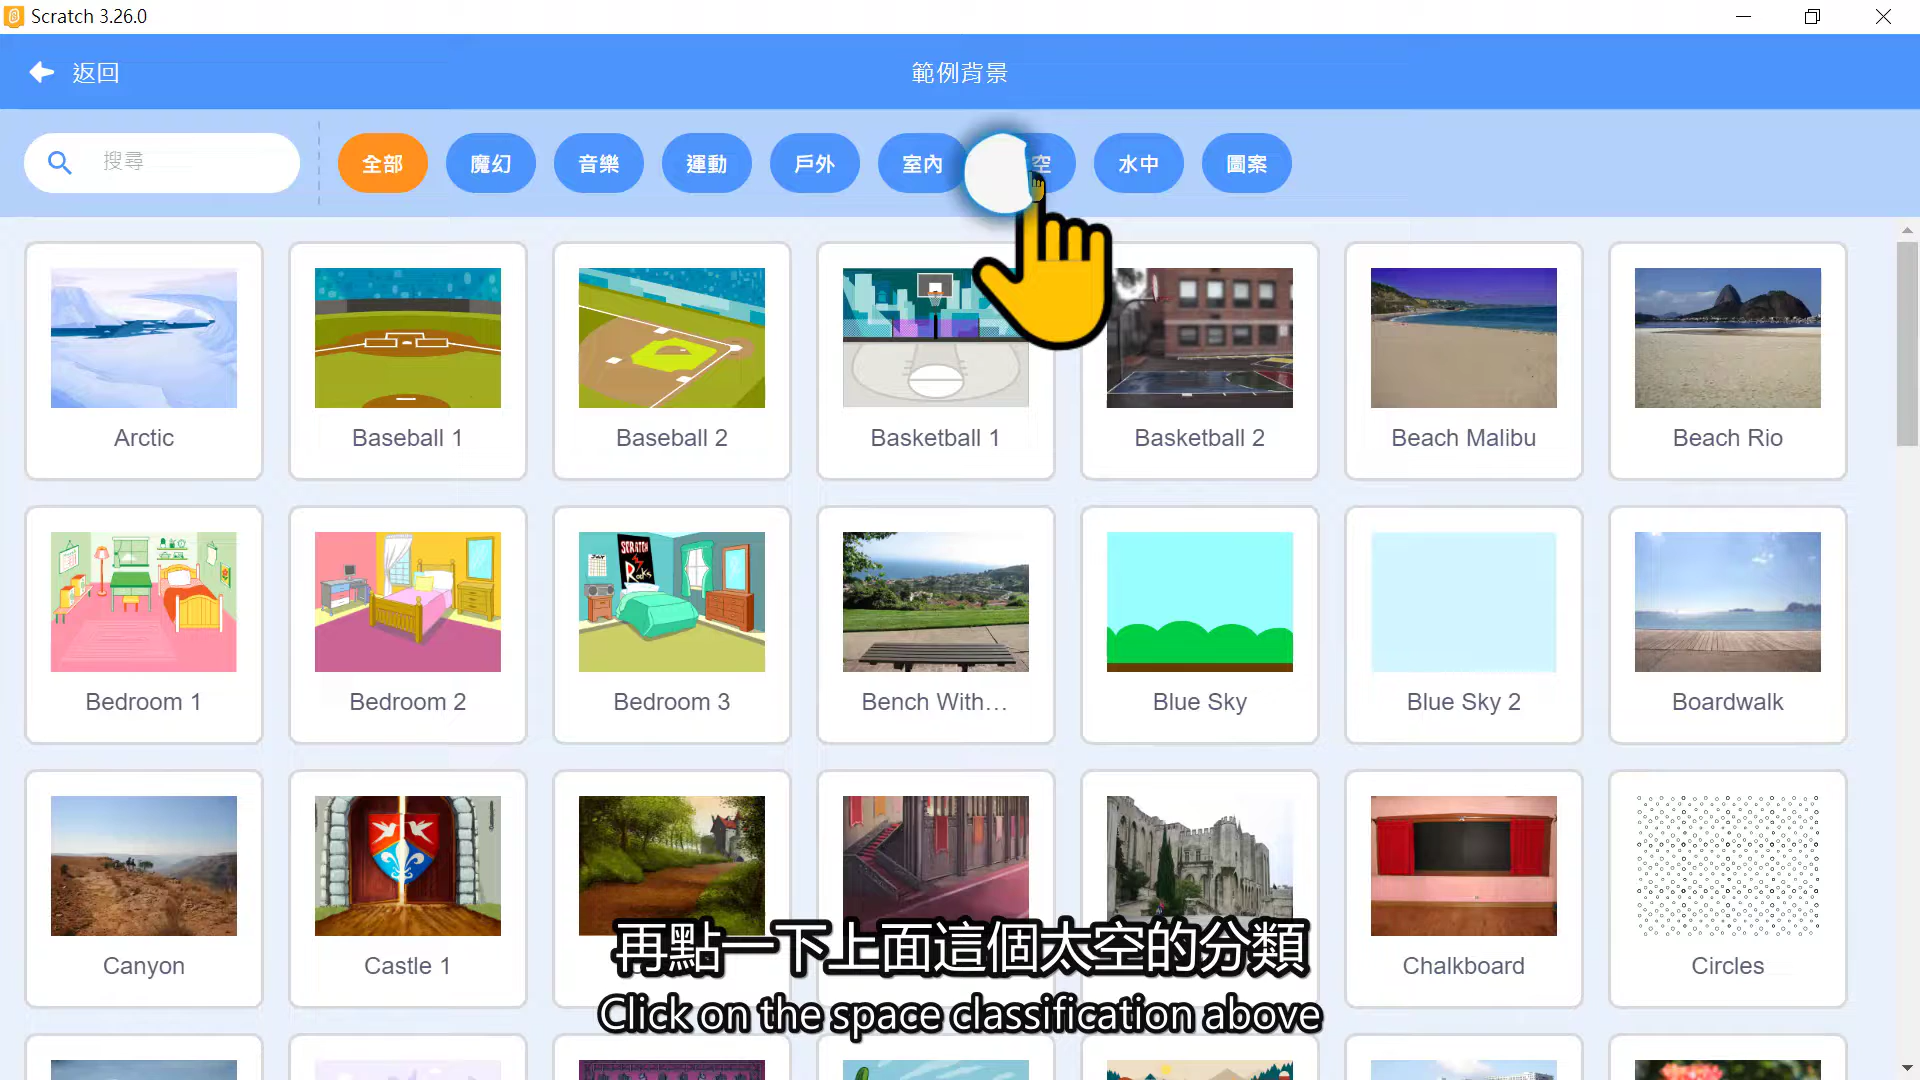 Scratch 3.26.0
返回
範例背景
搜尋
全部 魔幻 音樂 運動 戶外 室內 空 水中 圖案
Arctic Baseball 1 Baseball 2 Basketball 1 Basketball 2 Beach Malibu Beach Rio
SCRATCH
Rocks
Bedroom 1 Bedroom 2 Bedroom 3 Bench With... Blue Sky Blue Sky 2 Boardwalk
Canyon Castle 1 Chalkboard Circles
再點一下上面這個太空的分類
Click on the space classification above